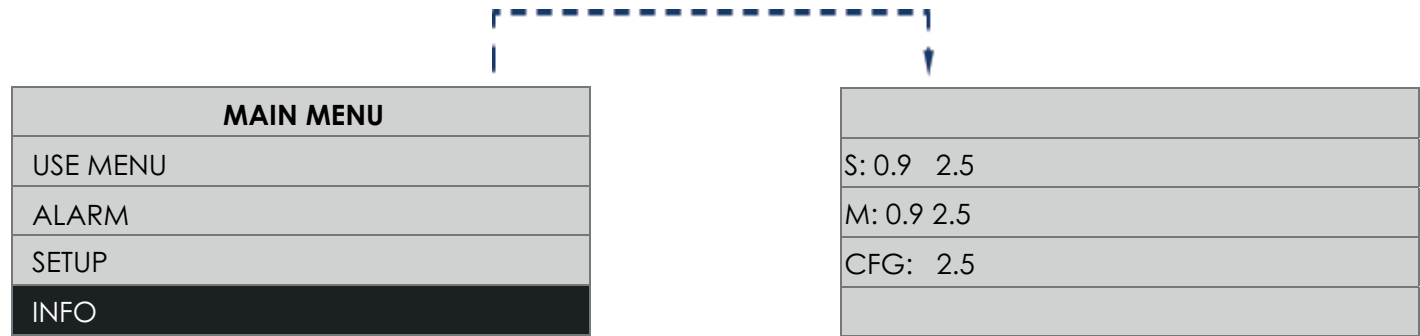 MAIN MENU
USE MENU
ALARM
SETUP
INFO
S: 0.9 2.5
M: 0.9 2.5
CFG: 2.5